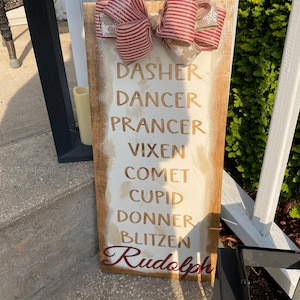 DASHER
DANCER
PRANCER
VIXEN
COMET
CUPID
DONNER
BLITZEN
Rudolph